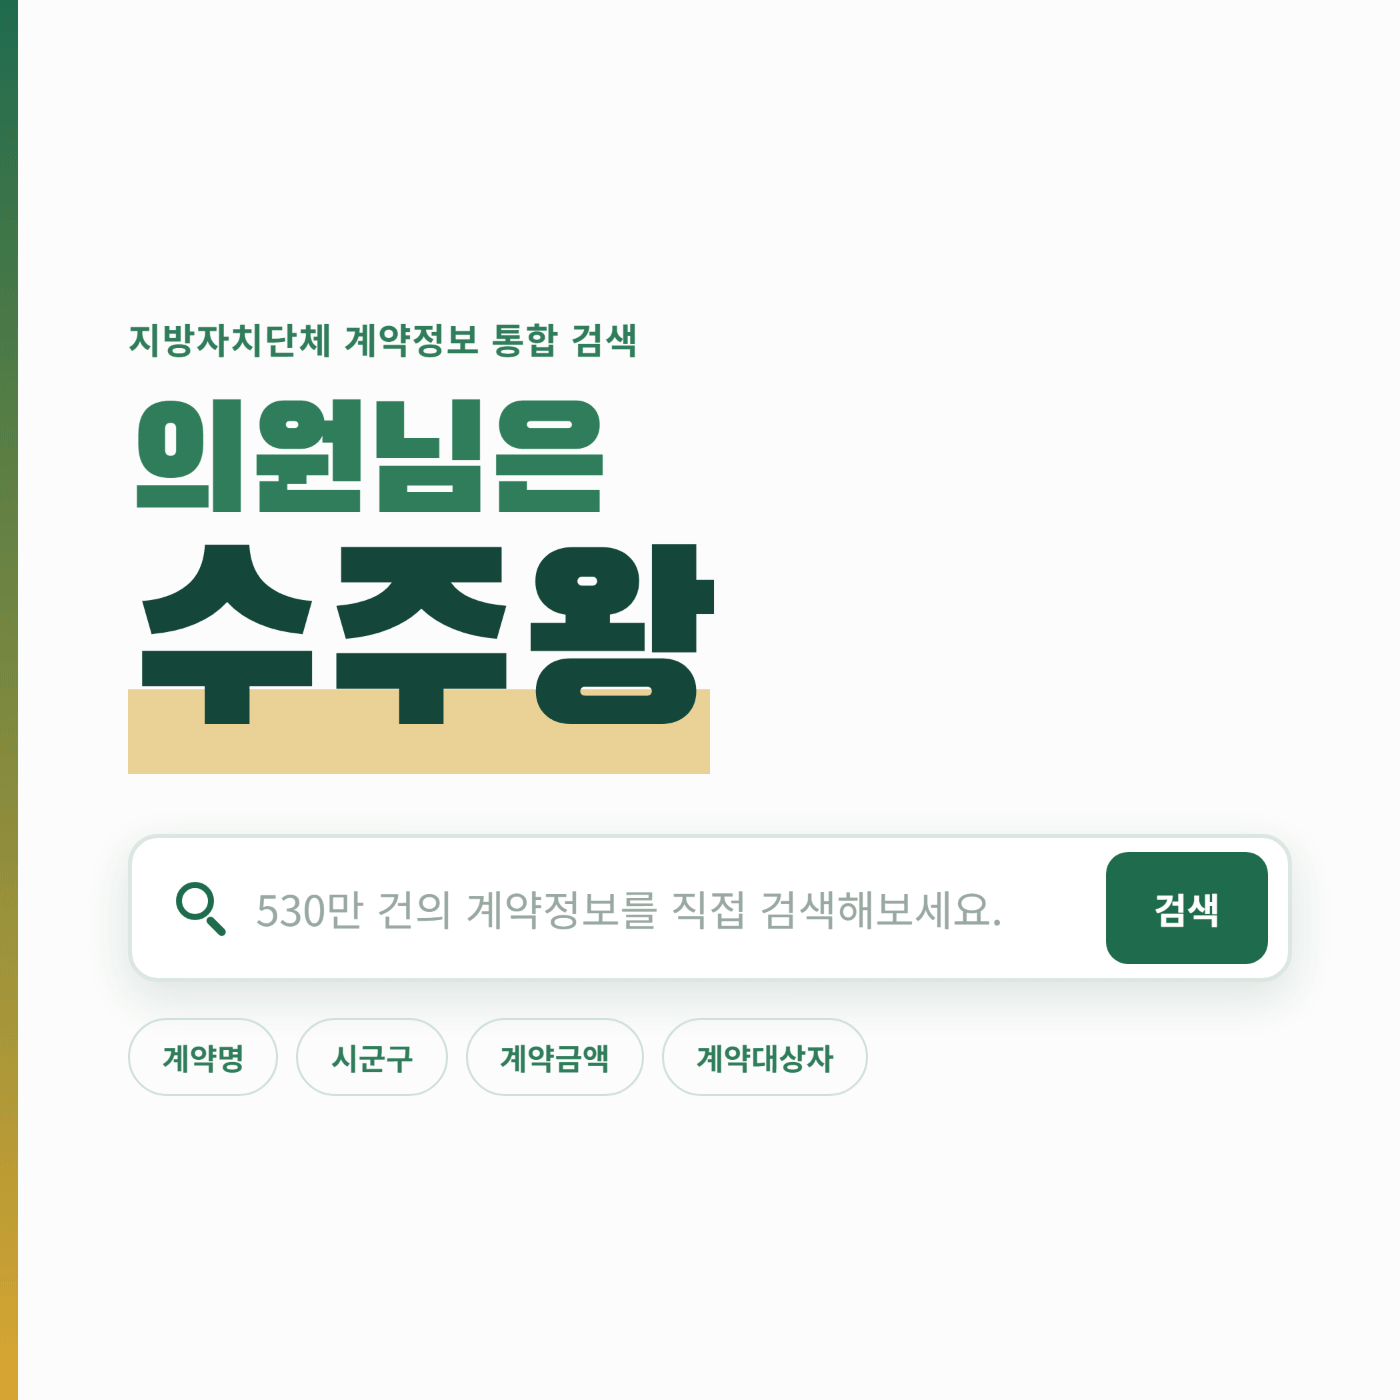 지방자치단체 계약정보 통합 검색
의원님은
수주왕
530만 건의 계약정보를 직접 검색해보세요.
검색
계약명
시군구
계약금액
계약대상자